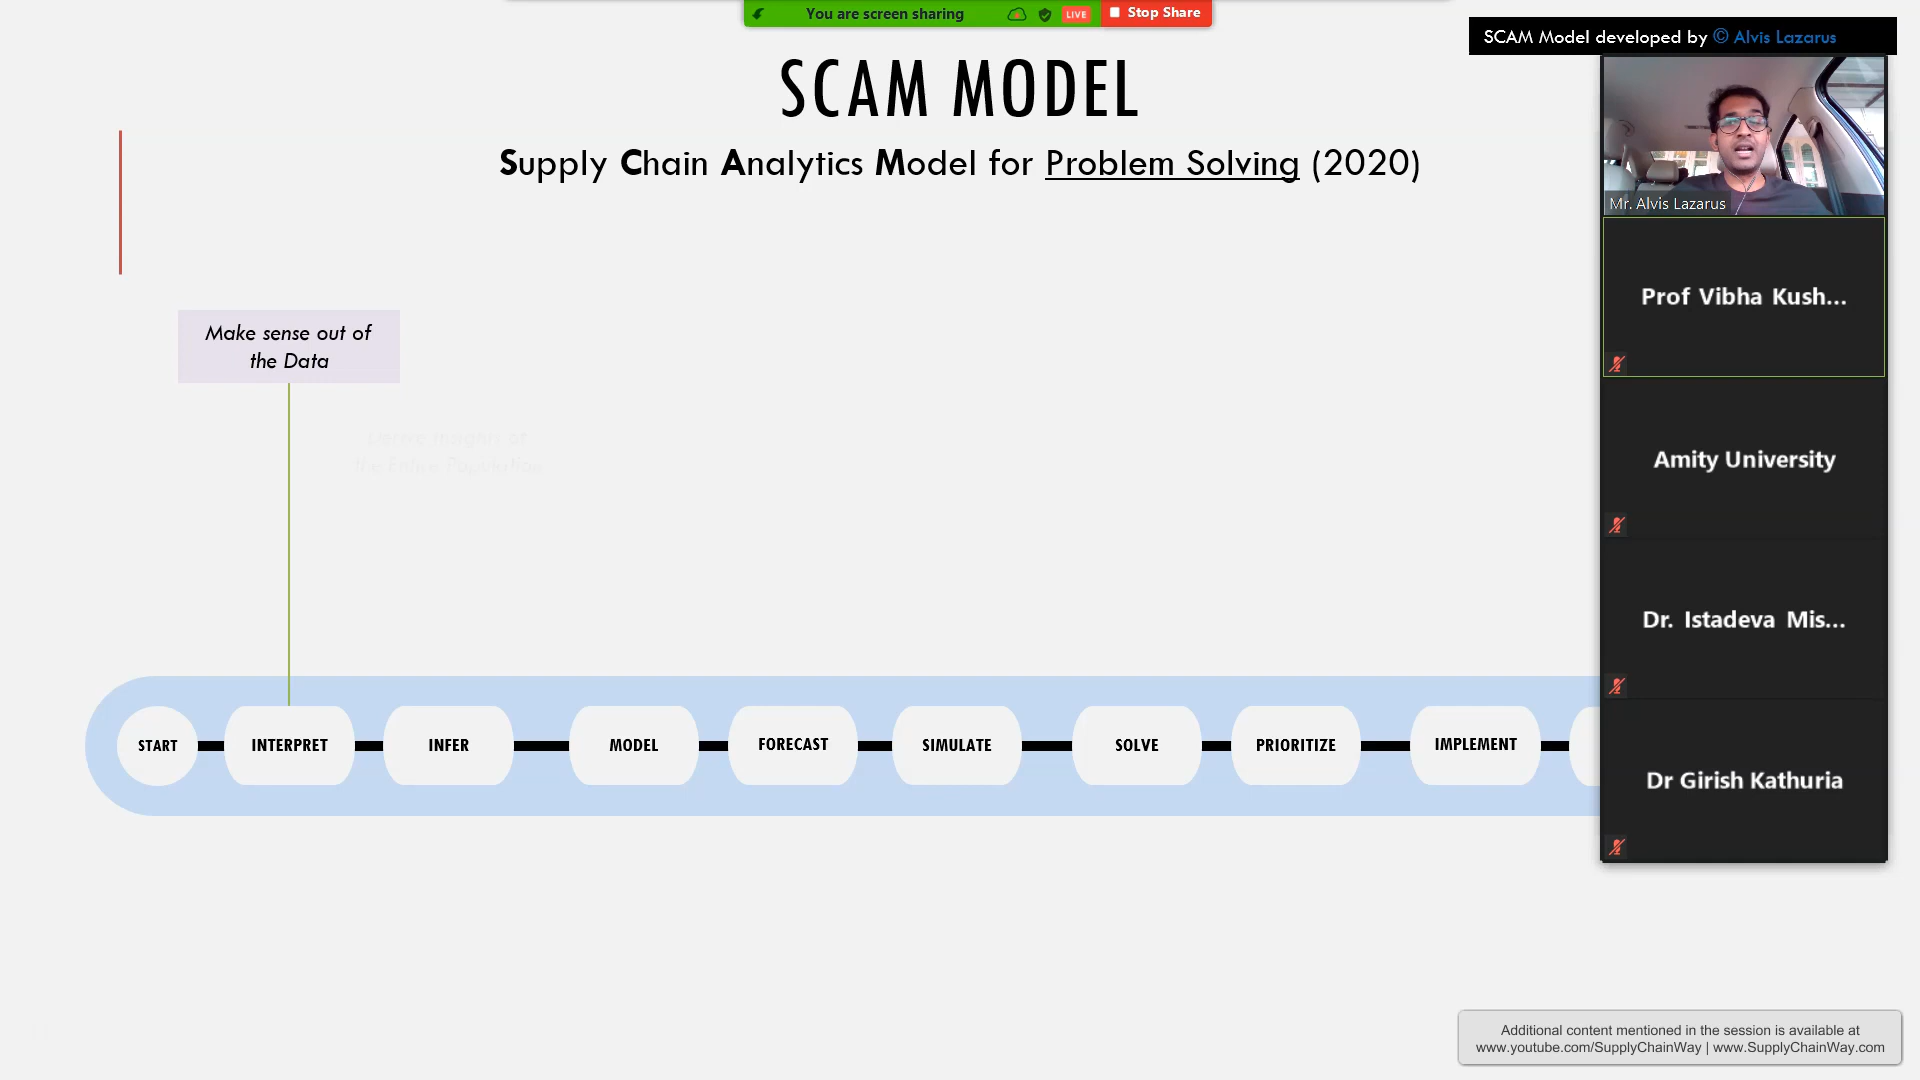 You are screen sharing
LIVE
Stop Share
SCAM Model developed by © Alvis Lazarus
SCAM MODEL
Supply Chain Analytics Model for Problem Solving (2020)
Mr. Alvis Lazarus
Prof Vibha Kush...
Amity University
Dr. Istadeva Mis...
Dr Girish Kathuria
Make sense out of
the Data
the Entire Population
START
INTERPRET
INFER
MODEL
FORECAST
SIMULATE
SOLVE
PRIORITIZE
IMPLEMENT
Additional content mentioned in the session is available at
www.youtube.com/SupplyChainWay | www.SupplyChainWay.com